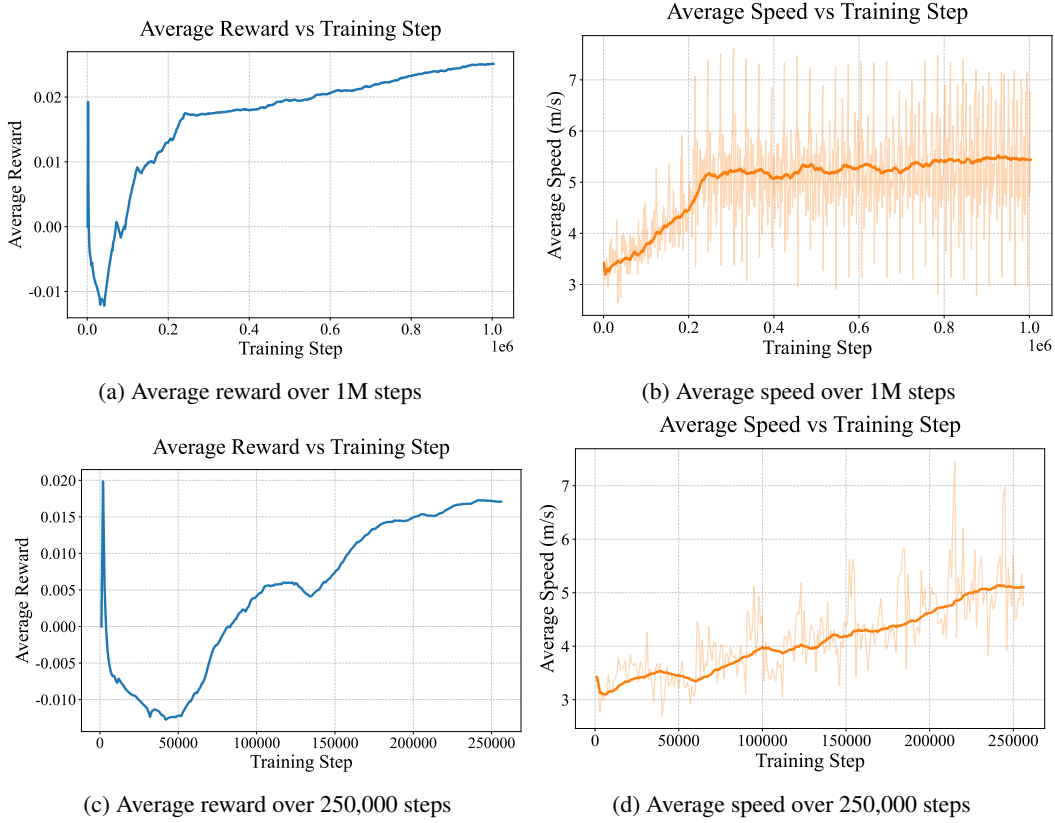 Average Reward vs Training Step
Average Reward
0.02
0.01
0.00
-0.01
0.0 0.2 0.4 0.6 0.8 1.0
1e6
Training Step
(a) Average reward over 1M steps
Average Speed vs Training Step
Average Speed (m/s)
7
6
5
4
3
0.0 0.2 0.4 0.6 0.8 1.0
1e6
Training Step
(b) Average speed over 1M steps
Average Reward vs Training Step
Average Reward
0.020
0.015
0.010
0.005
0.000
-0.005
-0.010
0 50000 100000 150000 200000 250000
Training Step
(c) Average reward over 250,000 steps
Average Speed vs Training Step
Average Speed (m/s)
7
6
5
4
3
0 50000 100000 150000 200000 250000
Training Step
(d) Average speed over 250,000 steps